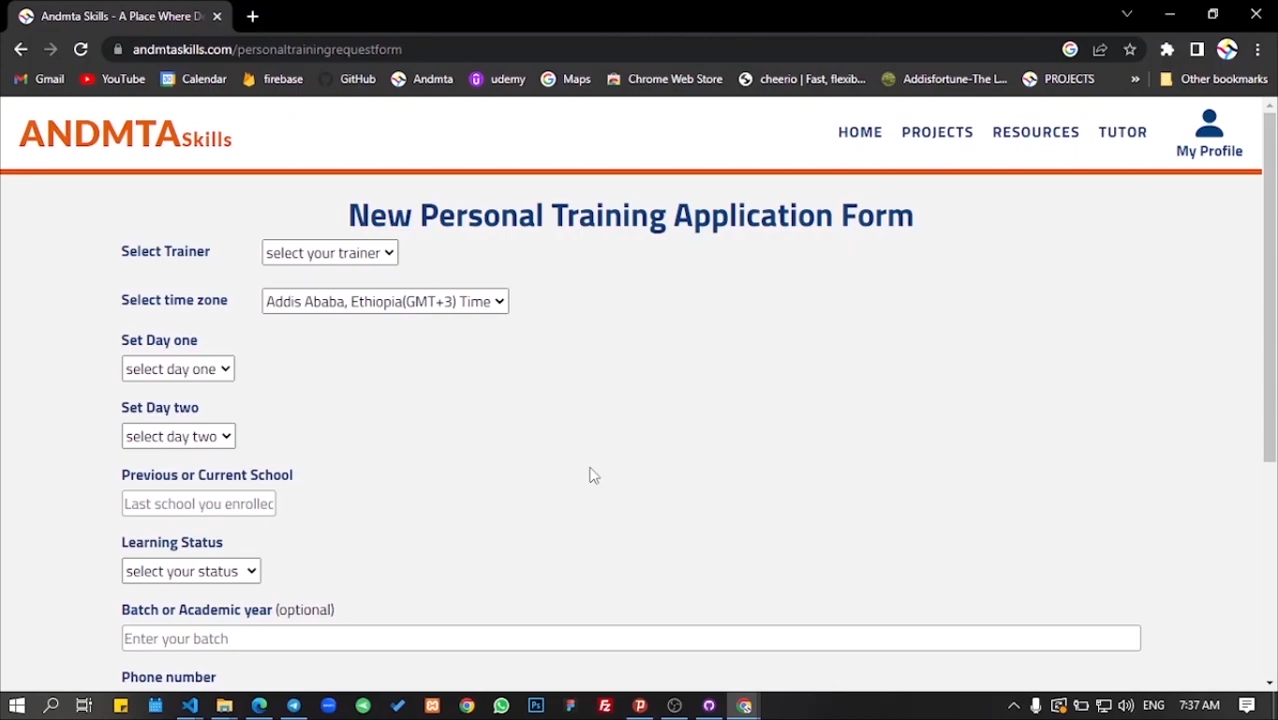 Andmta Skills - A Place Where D
andmtaskills.com/personaltrainingrequestform
Gmail YouTube Calendar firebase GitHub Andmta udemy Maps Chrome Web Store cheerio | Fast, flexib... Addisfortune-The L... PROJECTS » Other bookmarks
ANDMTASkills
HOME PROJECTS RESOURCES TUTOR My Profile
New Personal Training Application Form
Select Trainer select your trainer
Select time zone Addis Ababa, Ethiopia(GMT+3) Time
Set Day one
select day one
Set Day two
select day two
Previous or Current School
Last school you enrolled
Learning Status
select your status
Batch or Academic year (optional)
Enter your batch
Phone number
ENG 7:37 AM